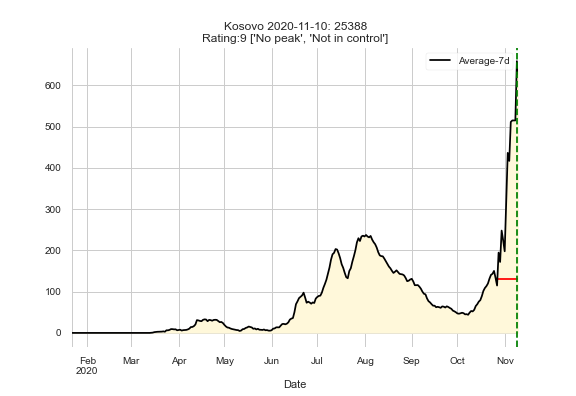 Kosovo 2020-11-10: 25388
Rating:9 ['No peak', 'Not in control']
Average-7d
600
500
400
300
200
100
0
Feb Mar Apr May Jun Jul Aug Sep Oct Nov
2020
Date